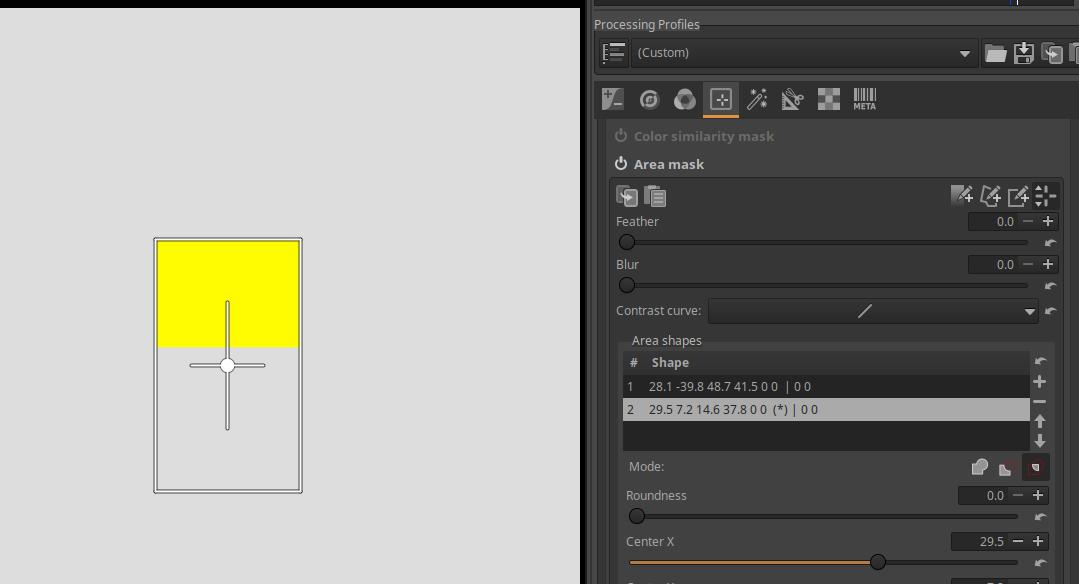 Processing Profiles
(Custom)
META
Color similarity mask
Area mask
Feather 0.0
Blur 0.0
Contrast curve:
Area shapes
# Shape
1 28.1 -39.8 48.7 41.5 0 0 | 0 0
2 29.5 7.2 14.6 37.8 0 0 (*) | 0 0
Mode:
Roundness 0.0
Center X 29.5